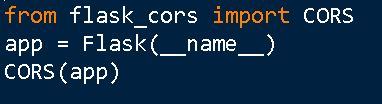 from flask_cors import CORS
app = Flask(__name__)
CORS(app)